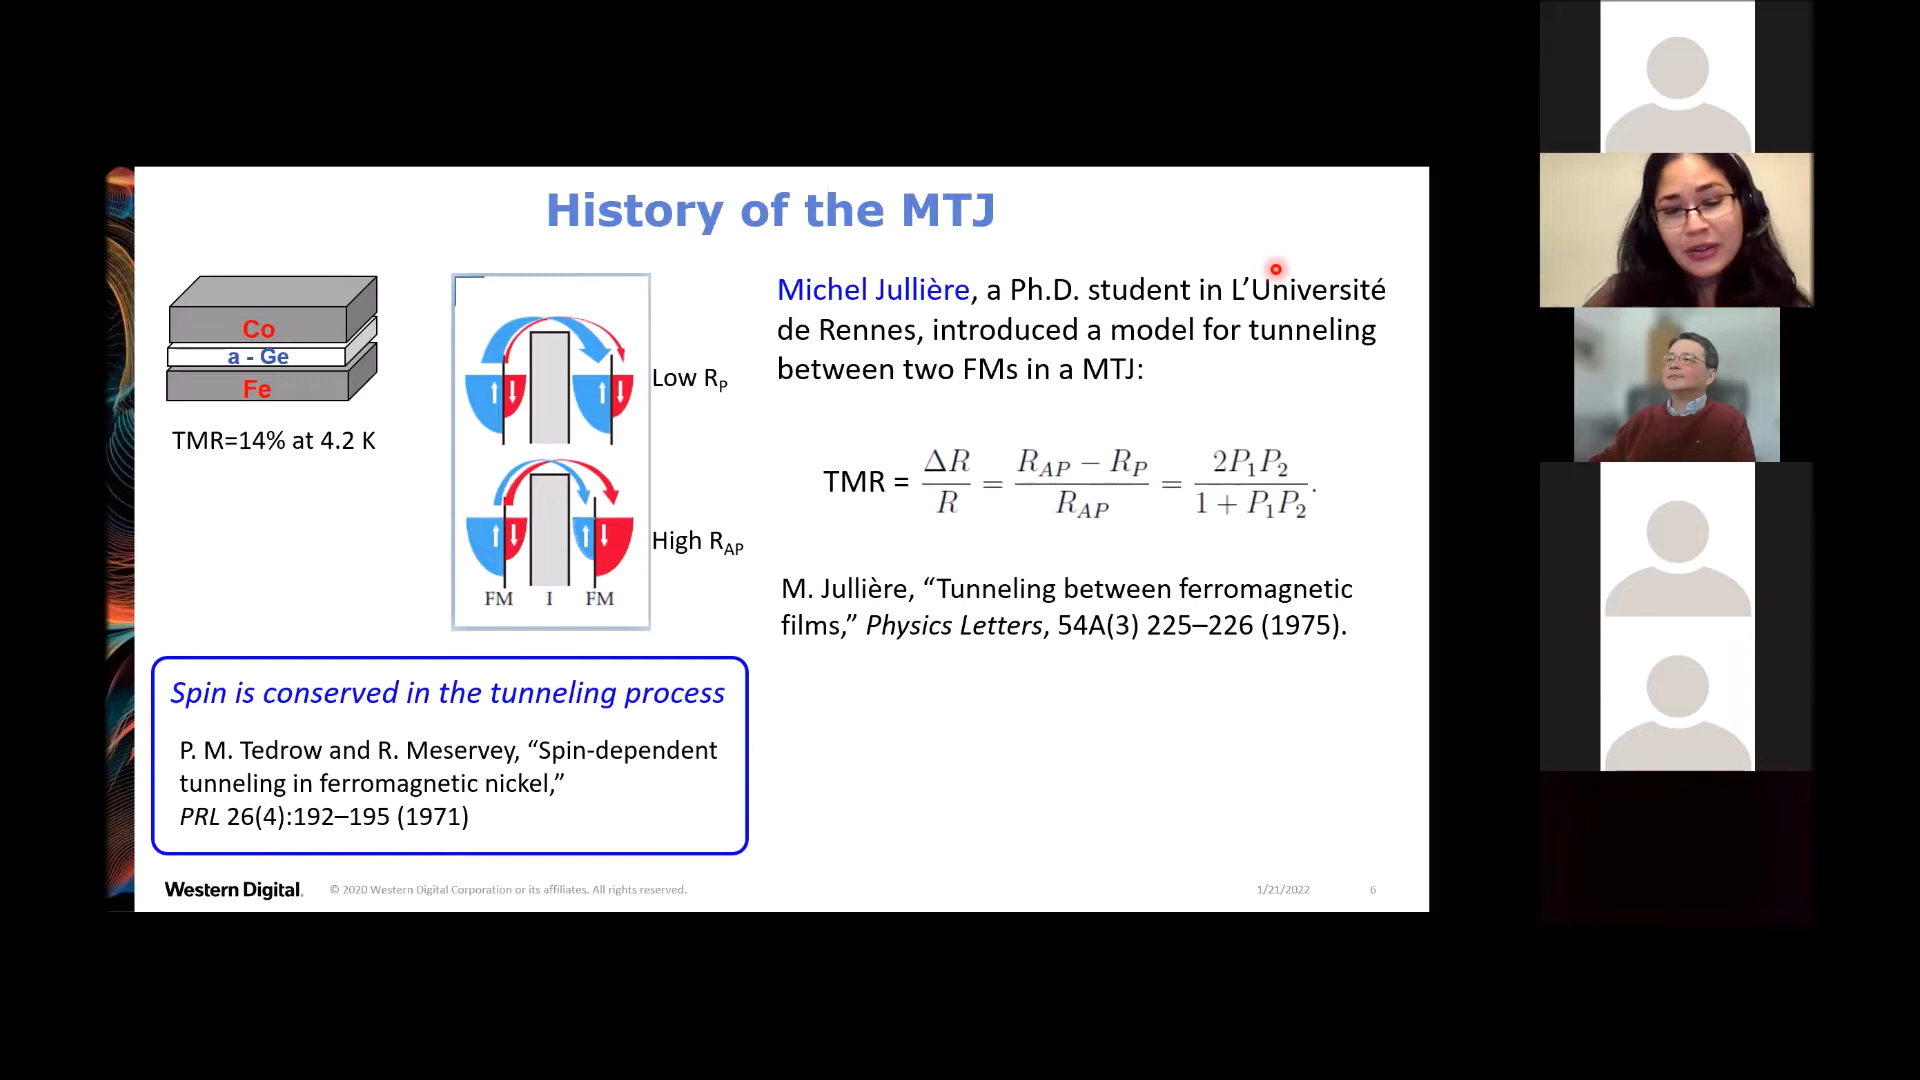 History of the MTJ
Co
a - Ge
Fe
TMR=14% at 4.2 K
Low R_P
High R_AP
FM I FM
Michel Jullière, a Ph.D. student in L’Université
de Rennes, introduced a model for tunneling
between two FMs in a MTJ:
TMR = ΔR/R = (R_AP − R_P)/R_AP = 2P_1P_2/(1 + P_1P_2).
M. Jullière, “Tunneling between ferromagnetic
films,” Physics Letters, 54A(3) 225–226 (1975).
Spin is conserved in the tunneling process
P. M. Tedrow and R. Meservey, “Spin-dependent
tunneling in ferromagnetic nickel,”
PRL 26(4):192–195 (1971)
Western Digital.
© 2020 Western Digital Corporation or its affiliates. All rights reserved.
1/21/2022
6